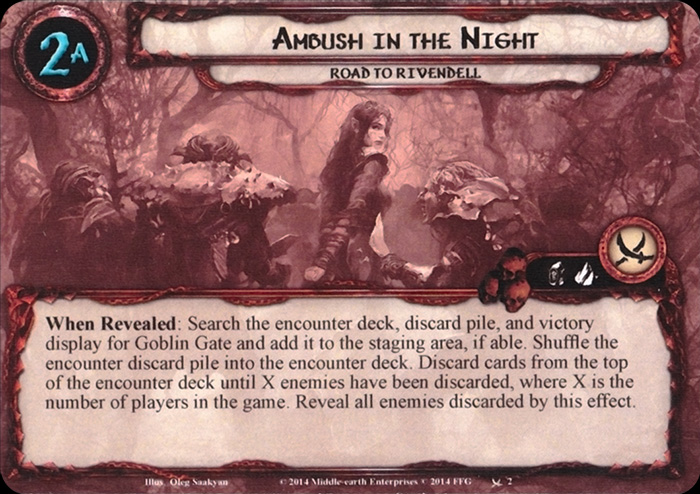 2A
AMBUSH IN THE NIGHT
ROAD TO RIVENDELL
When Revealed: Search the encounter deck, discard pile, and victory
display for Goblin Gate and add it to the staging area, if able. Shuffle the
encounter discard pile into the encounter deck. Discard cards from the top
of the encounter deck until X enemies have been discarded, where X is the
number of players in the game. Reveal all enemies discarded by this effect.
Illus. Oleg Saakyan ©2014 Middle-earth Enterprises © 2014 FFG 2